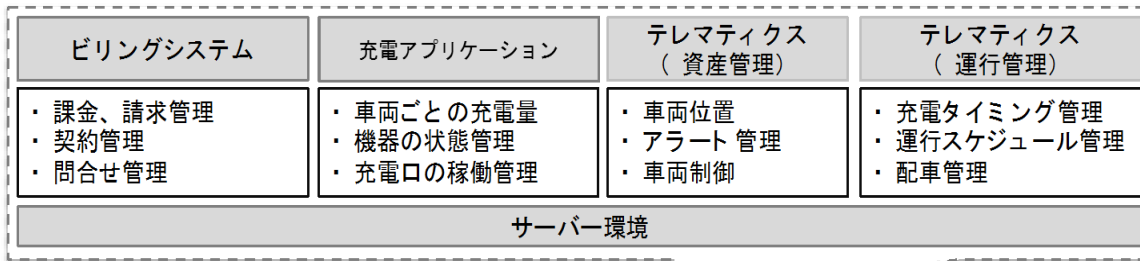 ビリングシステム
・ 課金、請求管理
・ 契約管理
・ 問合せ管理
充電アプリケーション
・ 車両ごとの充電量
・ 機器の状態管理
・ 充電口の稼働管理
テレマティクス
（ 資産管理）
・ 車両位置
・ アラート 管理
・ 車両制御
テレマティクス
（ 運行管理）
・ 充電タイミング管理
・ 運行スケジュール管理
・ 配車管理
サーバー環境